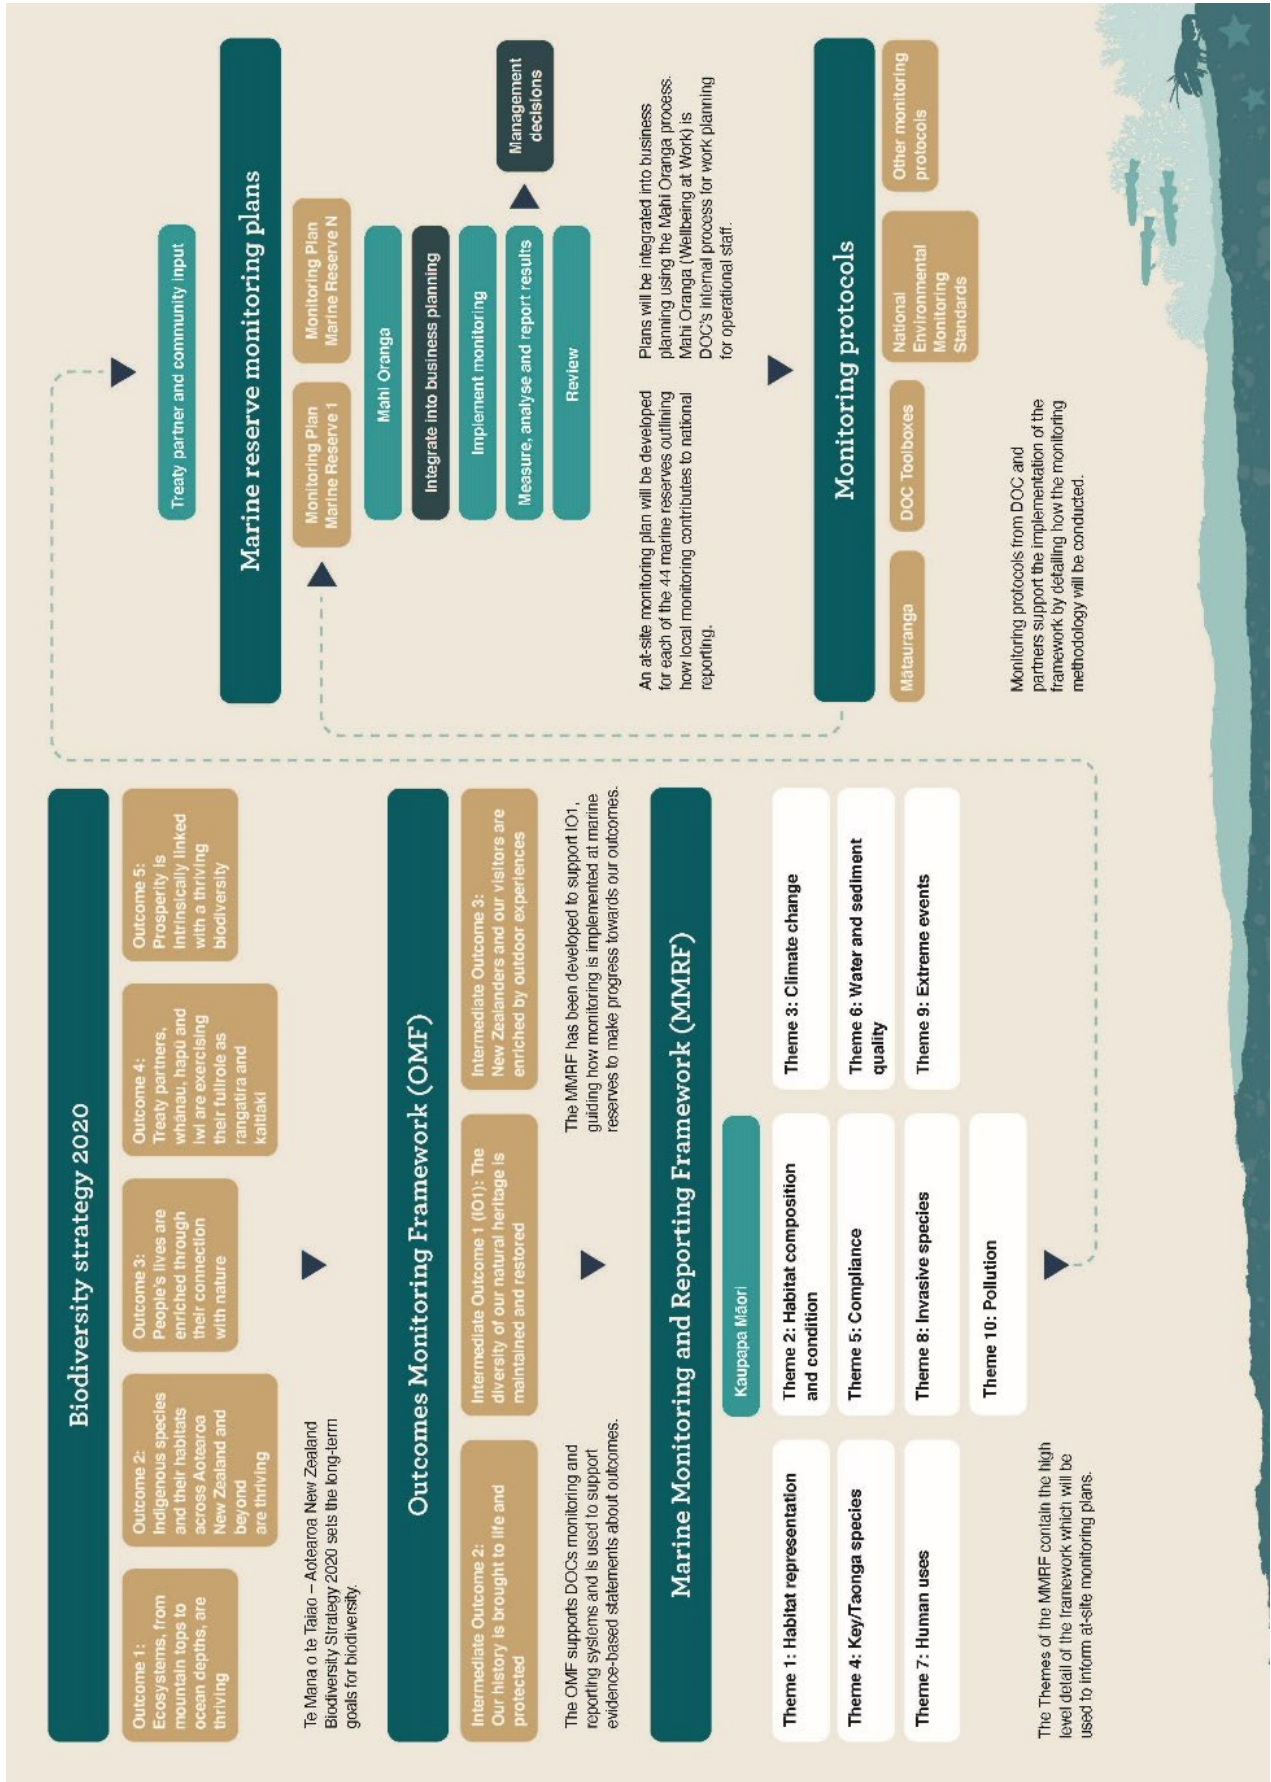 Biodiversity strategy 2020
Outcome 1:
Ecosystems, from
mountain tops to
ocean depths, are
thriving
Outcome 2:
Indigenous species
and their habitats
across Aotearoa
New Zealand and
beyond
are thriving
Outcome 3:
People's lives are
enriched through
their connection
with nature
Outcome 4:
Treaty partners,
whānau, hapū and
Iwi are exercising
their fullrole as
rangatira and
kaitiaki
Outcome 5:
Prosperity is
Intrinsically linked
with a thriving
biodiversity
Te Mana o te Taiao – Aotearoa New Zealand
Biodiversity Strategy 2020 sets the long-term
goals for biodiversity.
Outcomes Monitoring Framework (OMF)
Intermediate Outcome 2:
Our history is brought to life and
protected
Intermediate Outcome 1 (IO1): The
diversity of our natural heritage is
maintained and restored
Intermediate Outcome 3:
New Zealanders and our visitors are
enriched by outdoor experiences
The OMF supports DOCs monitoring and
reporting systems and is used to support
evidence-based statements about outcomes.
The MMRF has been developed to support IO1,
guiding how monitoring is implemented at marine
reserves to make progress towards our outcomes.
Marine Monitoring and Reporting Framework (MMRF)
Kaupapa Māori
Theme 1: Habitat representation
Theme 2: Habitat composition
and condition
Theme 3: Climate change
Theme 4: Key/Taonga species
Theme 5: Compliance
Theme 6: Water and sediment
quality
Theme 7: Human uses
Theme 8: Invasive species
Theme 9: Extreme events
Theme 10: Pollution
The Themes of the MMRF contain the high
level detail of the framework which will be
used to inform at-site monitoring plans.
Treaty partner and community input
Marine reserve monitoring plans
Monitoring Plan
Marine Reserve 1
Monitoring Plan
Marine Reserve N
Mahi Oranga
Integrate into business planning
Implement monitoring
Measure, analyse and report results
Review
Management
decisions
An at-site monitoring plan will be developed
for each of the 44 marine reserves outlining
how local monitoring contributes to national
reporting.
Plans will be integrated into business
planning using the Mahi Oranga process.
Mahi Oranga (Wellbeing at Work) is
DOC's internal process for work planning
for operational staff.
Monitoring protocols
Mātauranga
DOC Toolboxes
National
Environmental
Monitoring
Standards
Other monitoring
protocols
Monitoring protocols from DOC and
partners support the implementation of the
framework by detailing how the monitoring
methodology will be conducted.